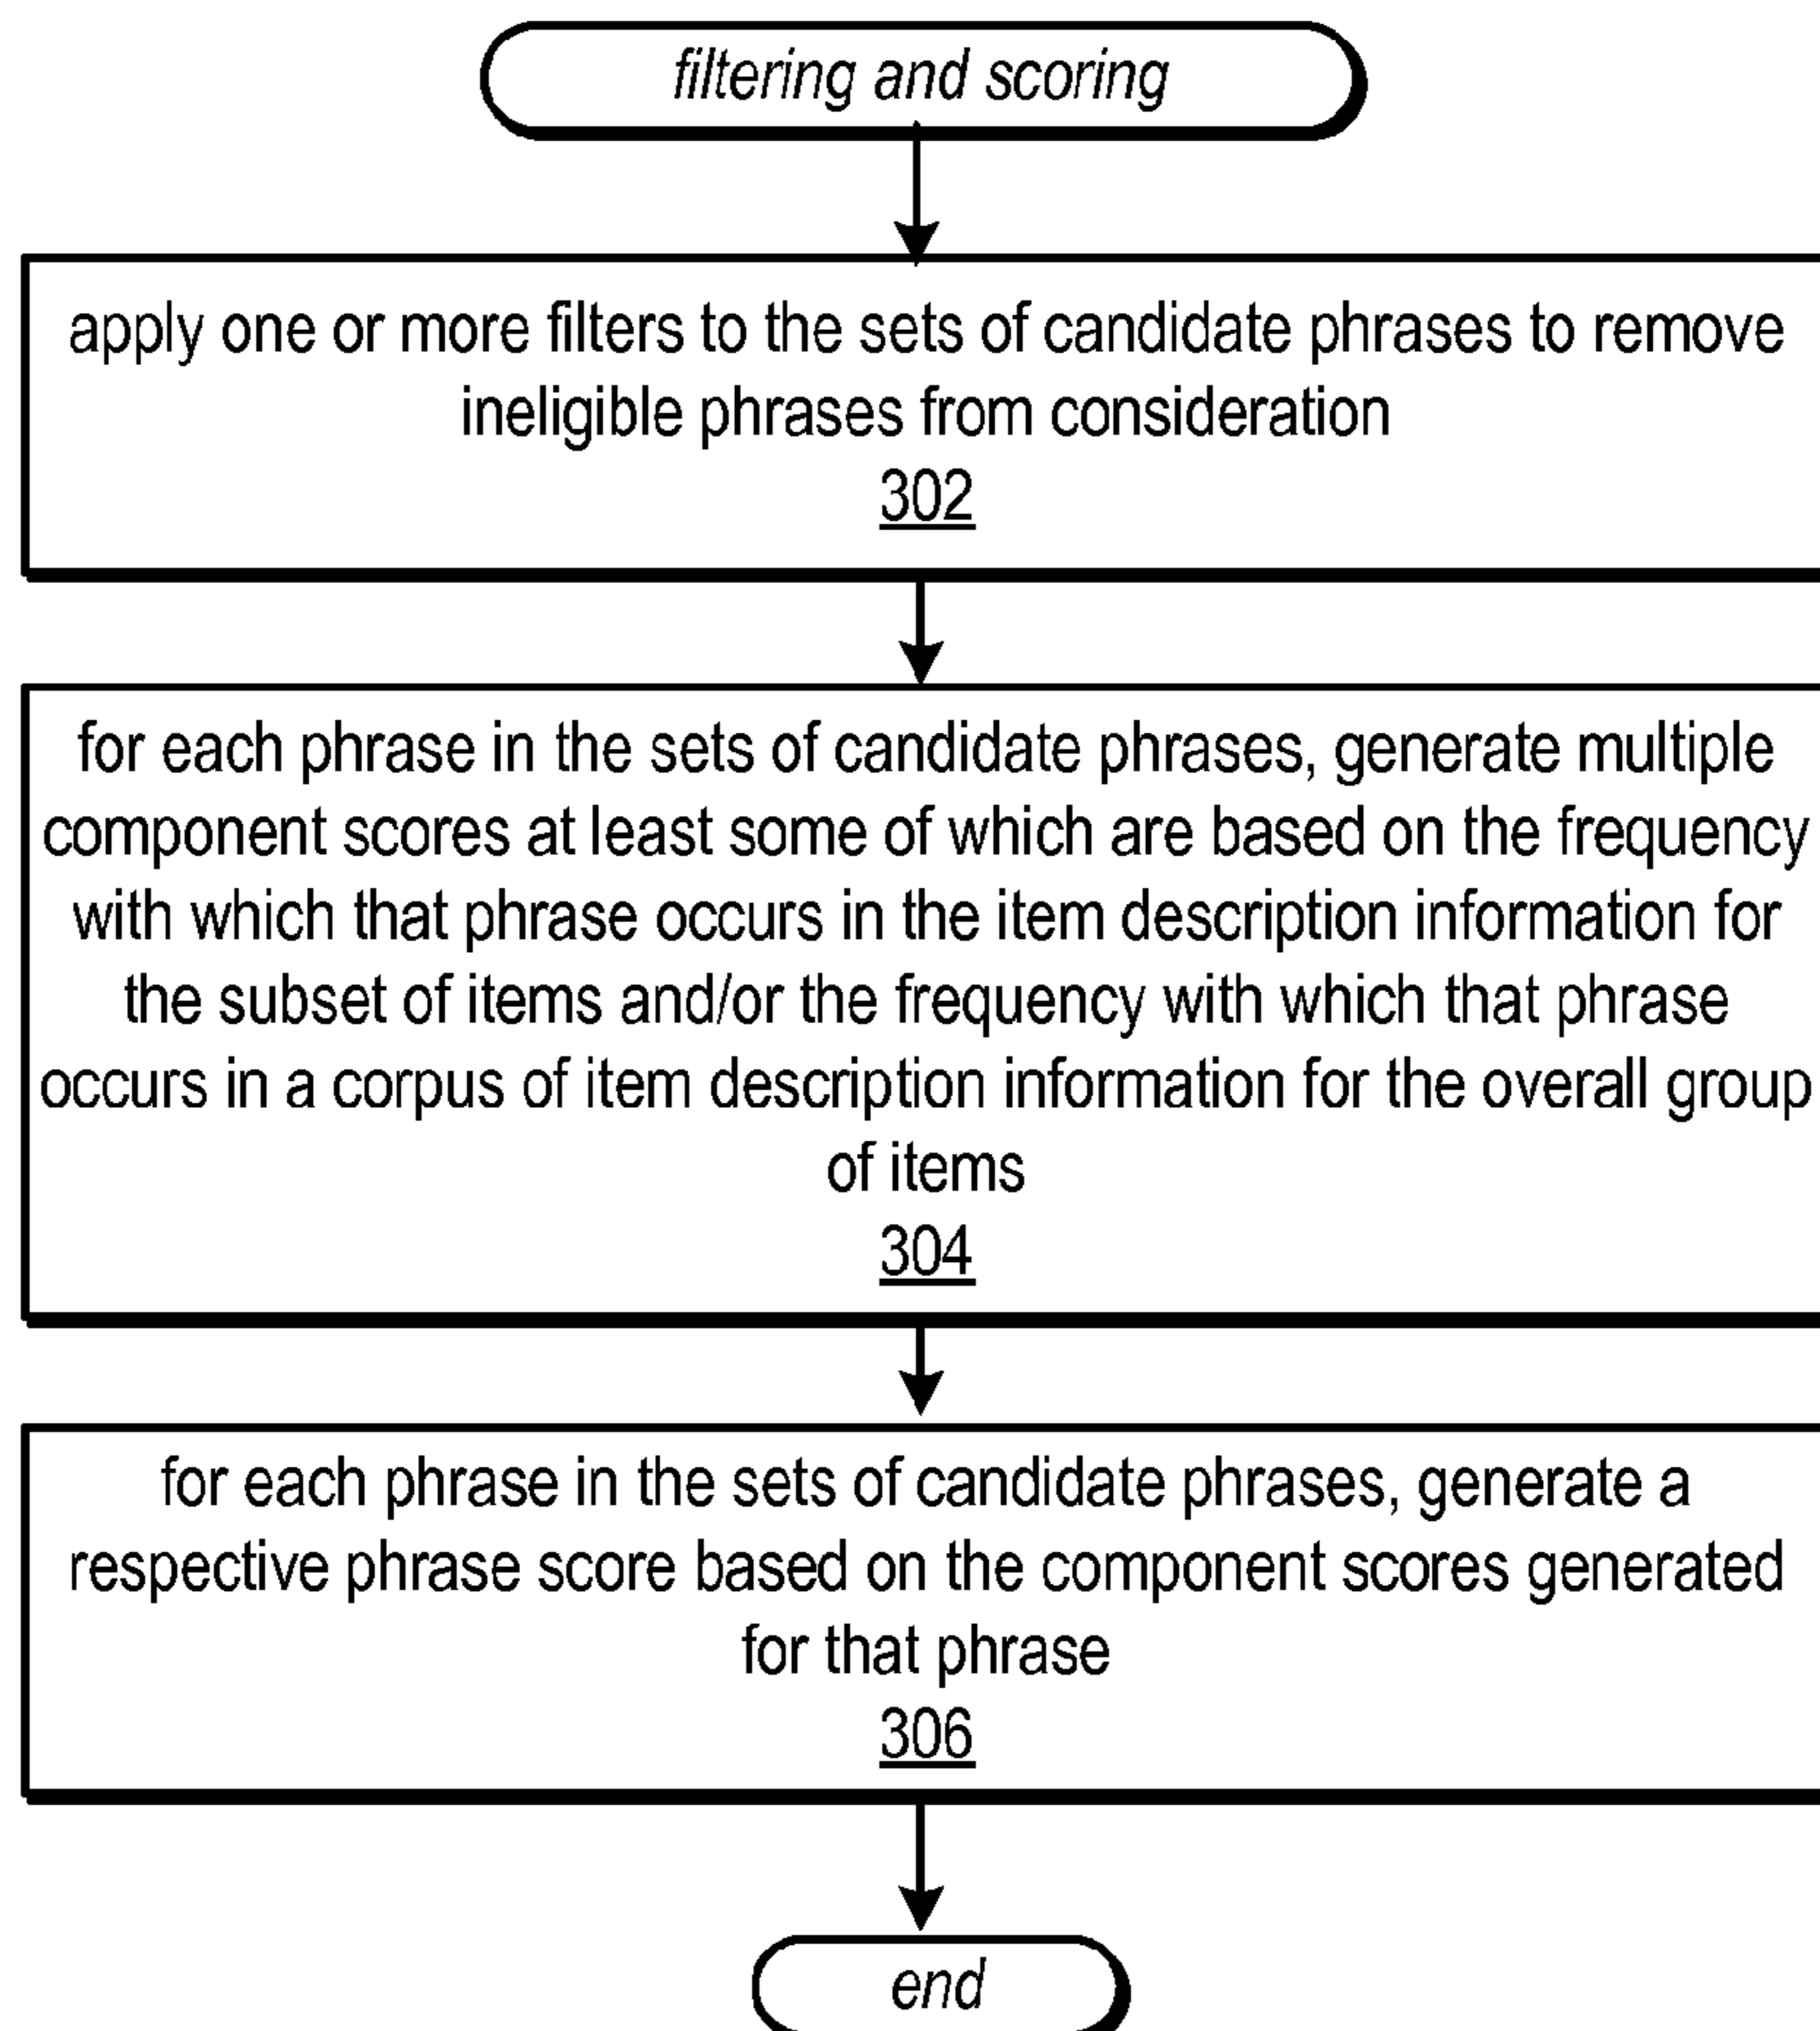 filtering and scoring
apply one or more filters to the sets of candidate phrases to remove
ineligible phrases from consideration
302
for each phrase in the sets of candidate phrases, generate multiple
component scores at least some of which are based on the frequency
with which that phrase occurs in the item description information for
the subset of items and/or the frequency with which that phrase
occurs in a corpus of item description information for the overall group
of items
304
for each phrase in the sets of candidate phrases, generate a
respective phrase score based on the component scores generated
for that phrase
306
end